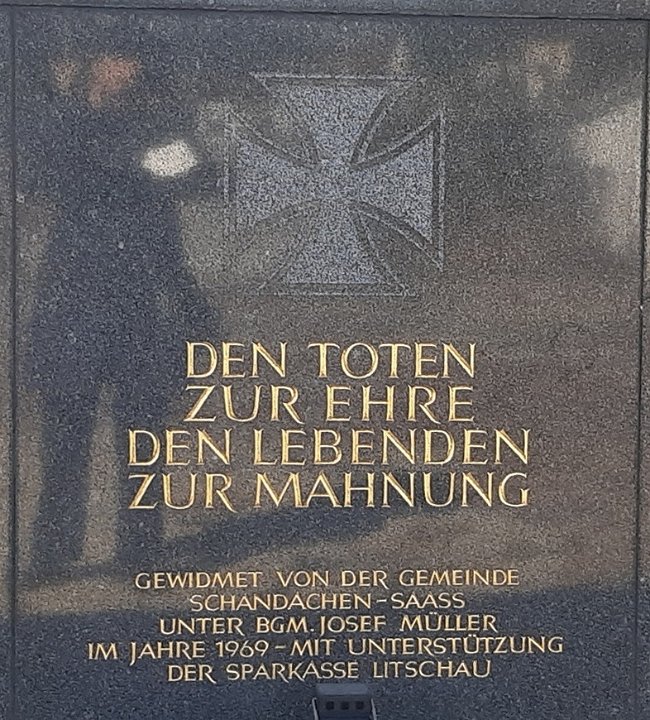 DEN TOTEN
ZUR EHRE
DEN LEBENDEN
ZUR MAHNUNG
GEWIDMET VON DER GEMEINDE
SCHANDACHEN-SAASS
UNTER BGM. JOSEF MÜLLER
IM JAHRE 1969 - MIT UNTERSTÜTZUNG
DER SPARKASSE LITSCHAU